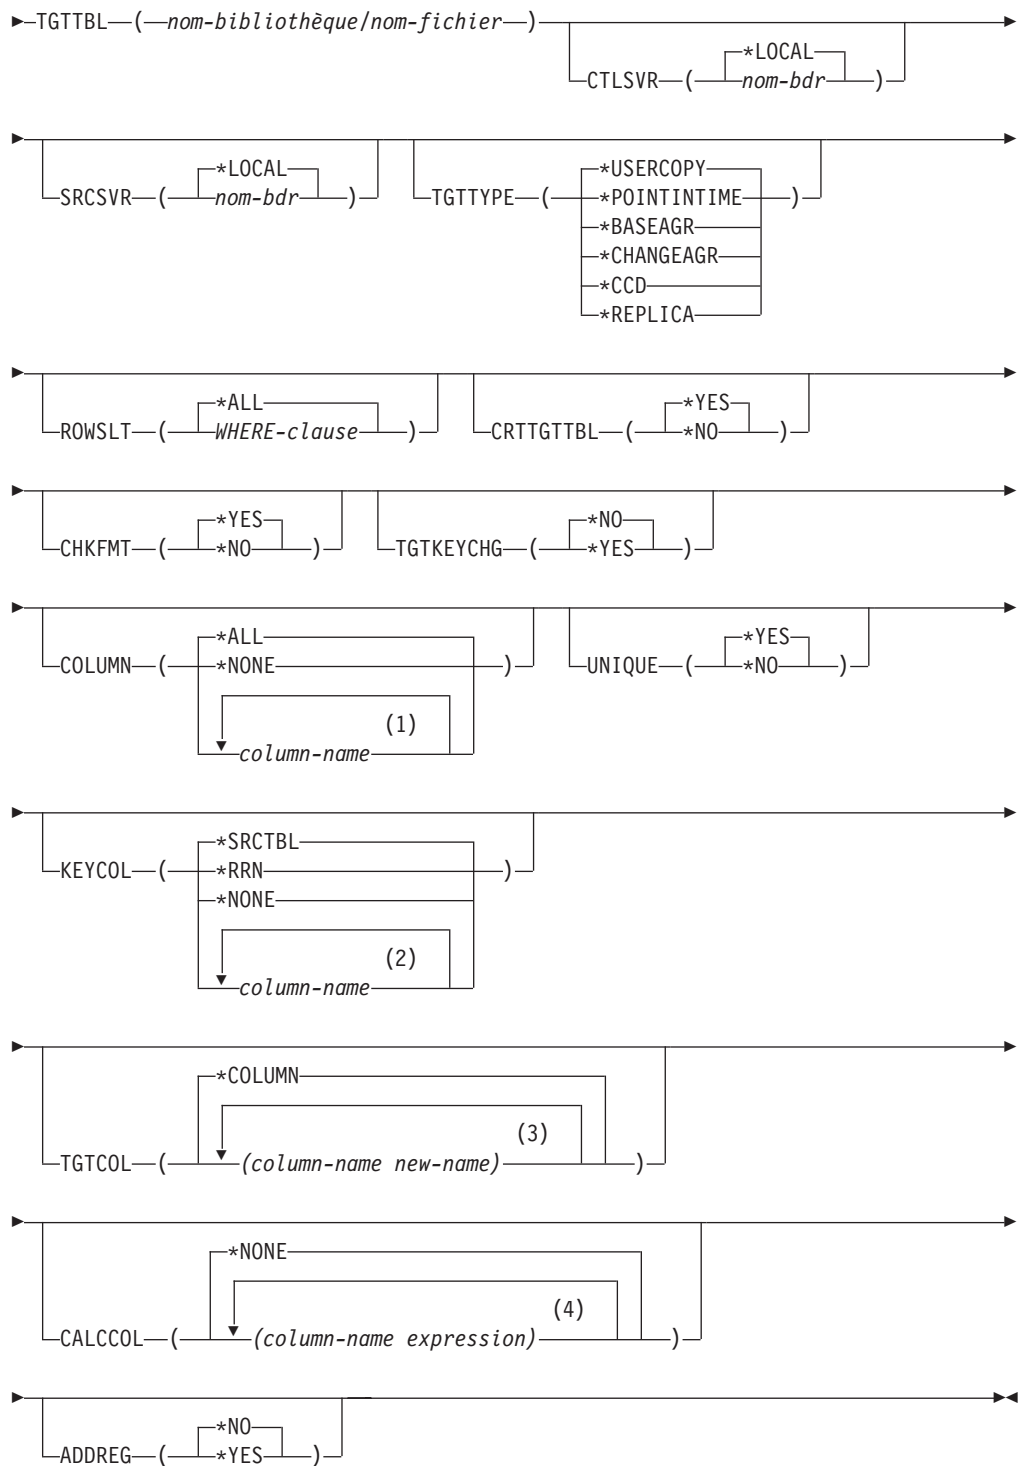 TGTTBL ( nom-bibliothèque/nom-fichier )
*LOCAL
CTLSVR ( nom-bdr )
*LOCAL *USERCOPY
SRCSVR ( nom-bdr ) TGTTYPE ( *POINTINTIME )
*BASEAGR
*CHANGEAGR
*CCD
*REPLICA
*ALL *YES
ROWSLT ( WHERE-clause ) CRTTGTTBL ( *NO )
*YES *NO
CHKFMT ( *NO ) TGTKEYCHG ( *YES )
*ALL *YES
COLUMN ( *NONE ) UNIQUE ( *NO )
(1)
column-name
*SRCTBL
KEYCOL ( *RRN )
*NONE
(2)
column-name
*COLUMN
(3)
TGTCOL ( (column-name new-name) )
*NONE
(4)
CALCCOL ( (column-name expression) )
*NO
ADDREG ( *YES )